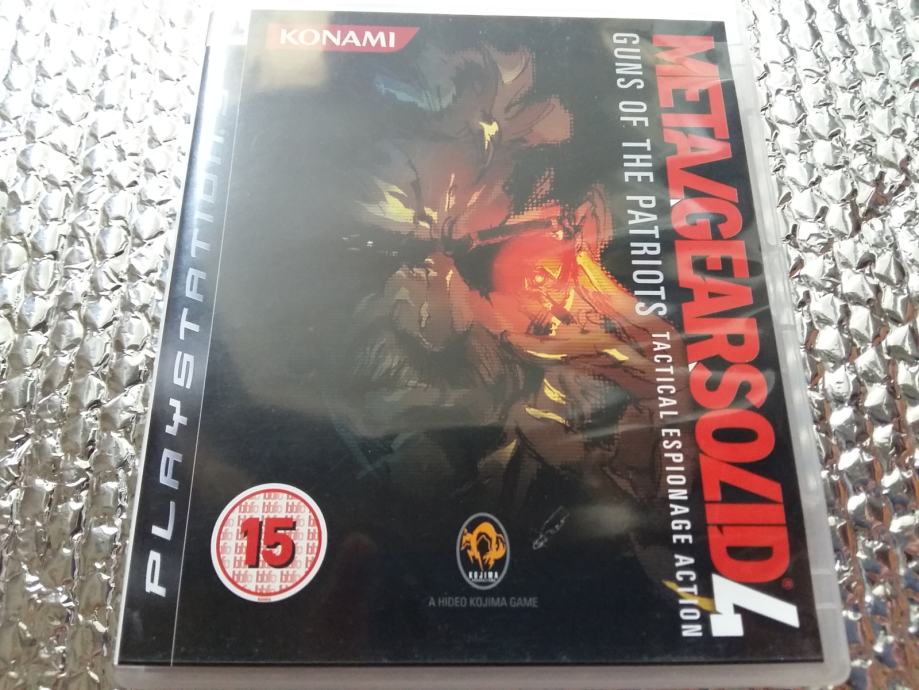 PLAYSTATION®3
KONAMI
METAL GEAR SOLID® 4
GUNS OF THE PATRIOTS TACTICAL ESPIONAGE ACTION
15
KOJIMA
A HIDEO KOJIMA GAME